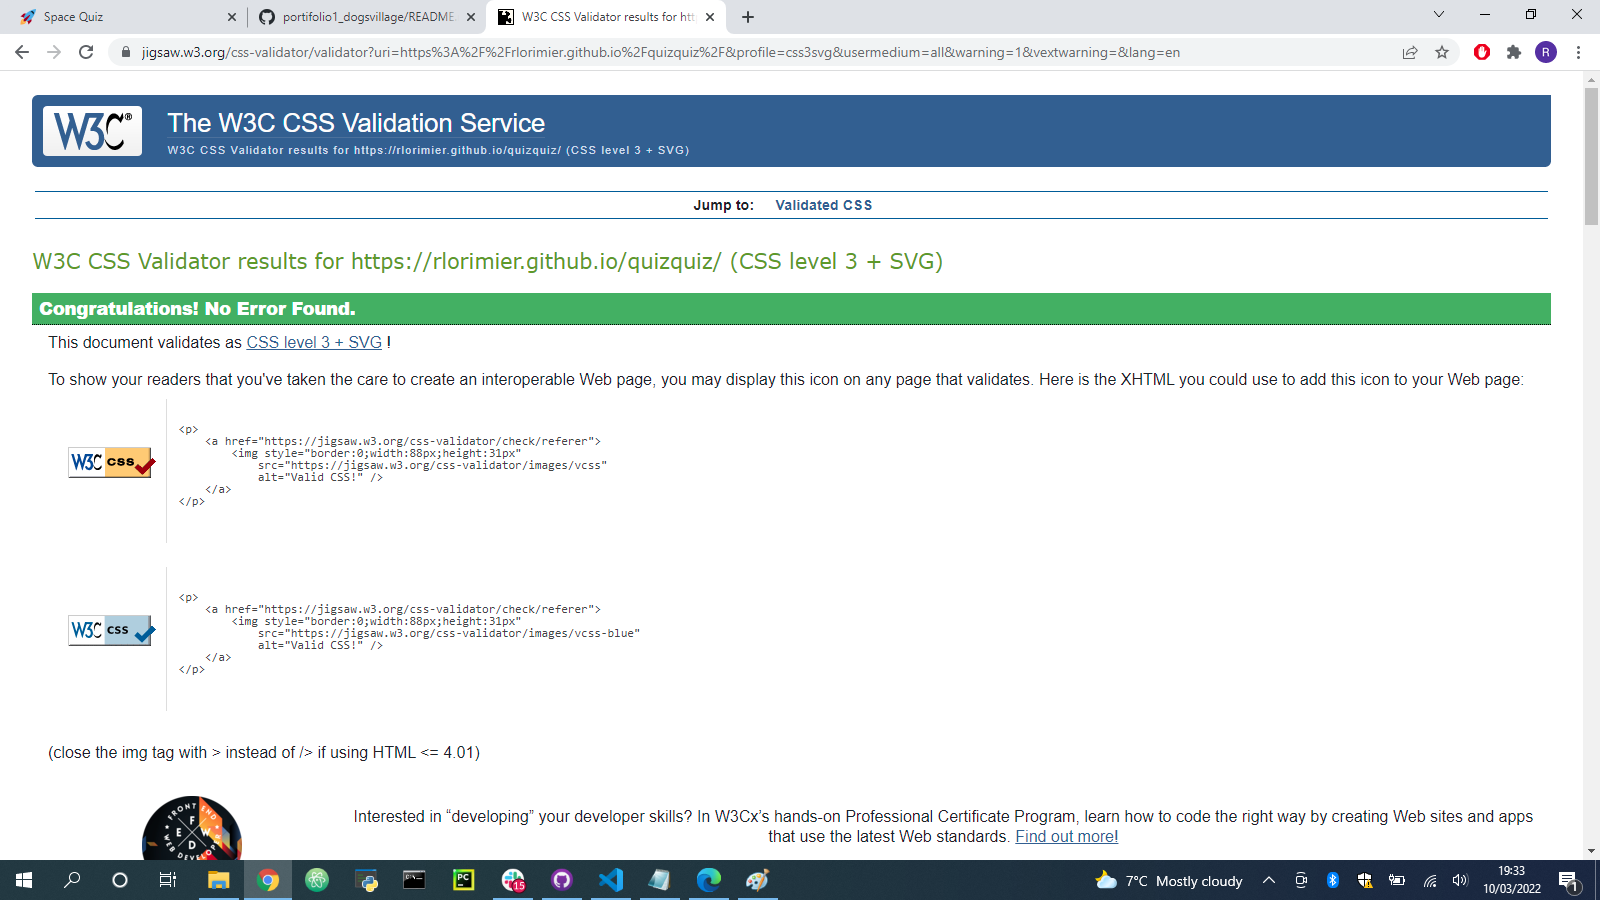 Space Quiz
portifolio1_dogsvillage/README.
W3C CSS Validator results for htt
jigsaw.w3.org/css-validator/validator?uri=https%3A%2F%2Frlorimier.github.io%2Fquizquiz%2F&profile=css3svg&usermedium=all&warning=1&vextwarning=&lang=en
R
W3C®
The W3C CSS Validation Service
W3C CSS Validator results for https://rlorimier.github.io/quizquiz/ (CSS level 3 + SVG)
Jump to: Validated CSS
W3C CSS Validator results for https://rlorimier.github.io/quizquiz/ (CSS level 3 + SVG)
Congratulations! No Error Found.
This document validates as CSS level 3 + SVG !
To show your readers that you've taken the care to create an interoperable Web page, you may display this icon on any page that validates. Here is the XHTML you could use to add this icon to your Web page:
W3C CSS
<p>
<a href="https://jigsaw.w3.org/css-validator/check/referer">
<img style="border:0;width:88px;height:31px"
src="https://jigsaw.w3.org/css-validator/images/vcss"
alt="Valid CSS!" />
</a>
</p>
W3C CSS
<p>
<a href="https://jigsaw.w3.org/css-validator/check/referer">
<img style="border:0;width:88px;height:31px"
src="https://jigsaw.w3.org/css-validator/images/vcss-blue"
alt="Valid CSS!" />
</a>
</p>
(close the img tag with > instead of /> if using HTML <= 4.01)
FRONT END
F
E W
D
WEB DEVELOP
Interested in “developing” your developer skills? In W3Cx’s hands-on Professional Certificate Program, learn how to code the right way by creating Web sites and apps
that use the latest Web standards. Find out more!
PC
15
7°C Mostly cloudy
19:33
10/03/2022
1